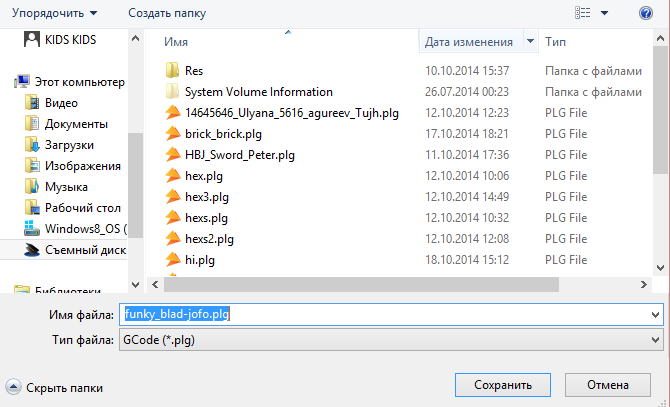 Упорядочить Создать папку
KIDS KIDS
Этот компьютер
Видео
Документы
Загрузки
Изображения
Музыка
Рабочий стол
Windows8_OS (
Съемный диск
Библиотеки
Имя Дата изменения Тип
Res 10.10.2014 15:37 Папка с файлами
System Volume Information 26.07.2014 00:23 Папка с файлами
14645646_Ulyana_5616_agureev_Tujh.plg 12.10.2014 12:23 PLG File
brick_brick.plg 17.10.2014 18:21 PLG File
HBJ_Sword_Peter.plg 11.10.2014 17:36 PLG File
hex.plg 12.10.2014 10:06 PLG File
hex3.plg 12.10.2014 14:49 PLG File
hexs.plg 12.10.2014 10:32 PLG File
hexs2.plg 12.10.2014 12:08 PLG File
hi.plg 18.10.2014 15:12 PLG File
Имя файла: funky_blad-jofo.plg
Тип файла: GCode (*.plg)
Скрыть папки Сохранить Отмена